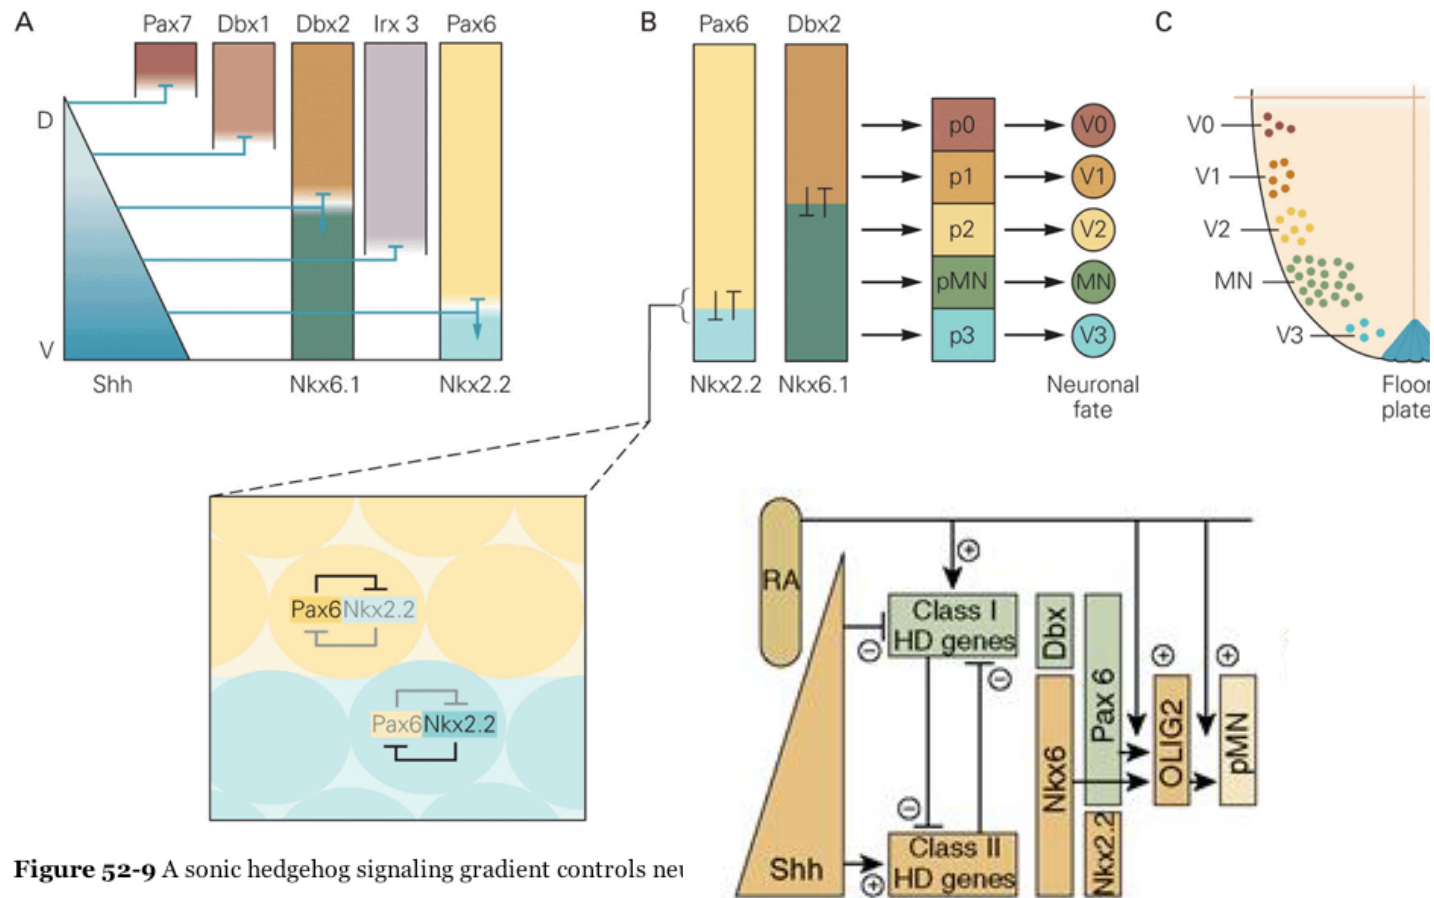 A
Pax7 Dbx1 Dbx2 Irx 3 Pax6
D
V
Shh
Nkx6.1 Nkx2.2
B
Pax6 Dbx2
Nkx2.2 Nkx6.1
p0 V0
p1 V1
p2 V2
pMN MN
p3 V3
Neuronal
fate
C
V0
V1
V2
MN
V3
Floor
plate
Pax6 Nkx2.2
Pax6 Nkx2.2
RA
+
Class I
HD genes
−
−
−
Shh
+
Class II
HD genes
Dbx
Nkx6
Pax 6
Nkx2.2
+
OLIG2
+
pMN
Figure 52-9 A sonic hedgehog signaling gradient controls neu